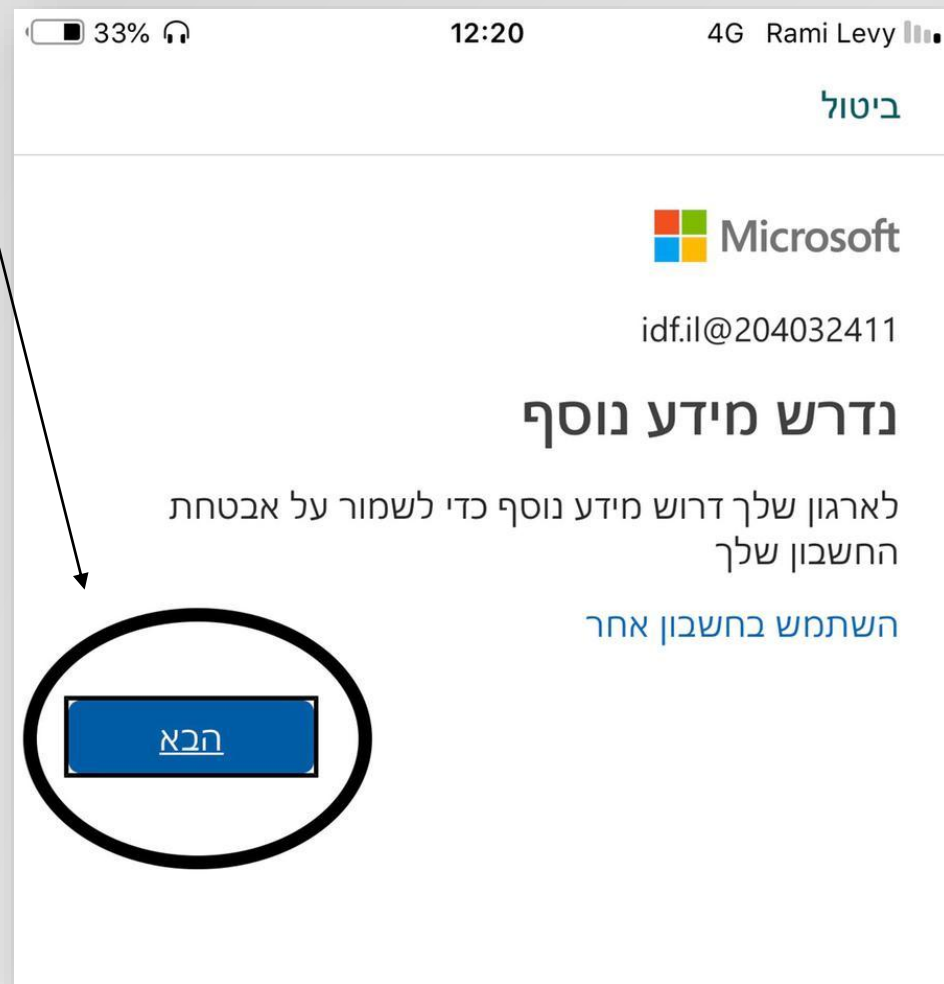 33% 12:20 4G Rami Levy
ביטול
Microsoft
idf.il@204032411
נדרש מידע נוסף
לארגון שלך דרוש מידע נוסף כדי לשמור על אבטחת
החשבון שלך
השתמש בחשבון אחר
הבא